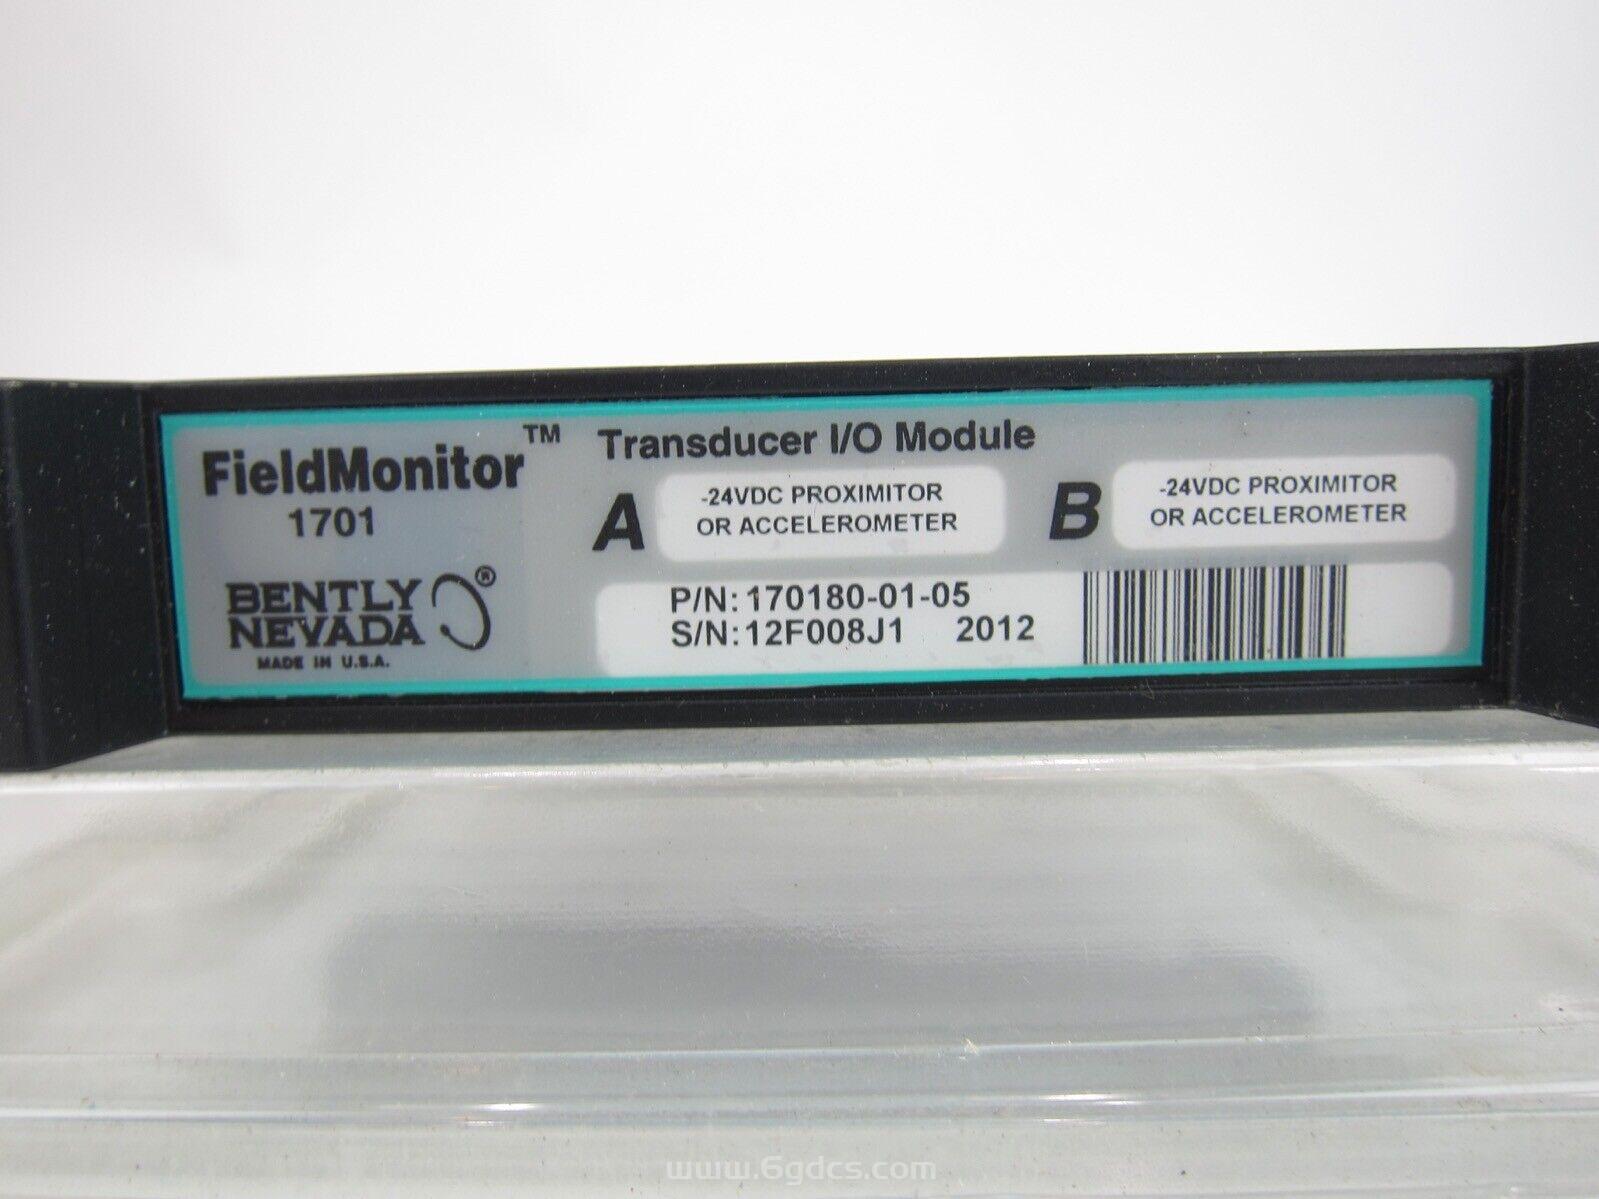 FieldMonitor™
1701
BENTLY
NEVADA®
MADE IN U.S.A.
Transducer I/O Module
A
-24VDC PROXIMITOR
OR ACCELEROMETER
B
-24VDC PROXIMITOR
OR ACCELEROMETER
P/N: 170180-01-05
S/N: 12F008J1 2012
www.6gdcs.com